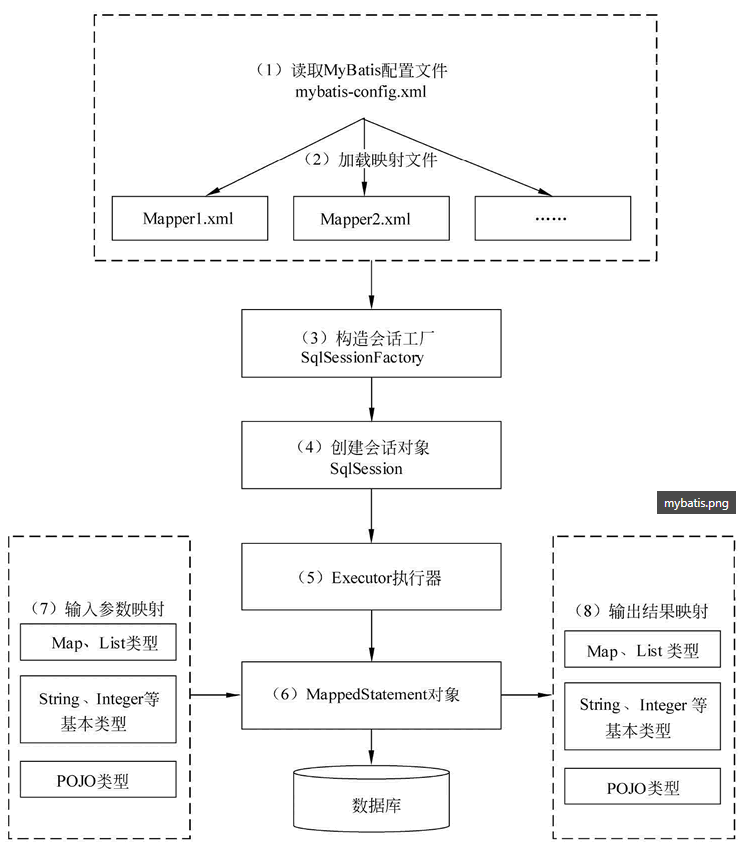 （1）读取MyBatis配置文件
mybatis-config.xml
（2）加载映射文件
Mapper1.xml
Mapper2.xml
……
（3）构造会话工厂
SqlSessionFactory
（4）创建会话对象
SqlSession
mybatis.png
（5）Executor执行器
（7）输入参数映射
Map、List类型
String、Integer等
基本类型
POJO类型
（6）MappedStatement对象
（8）输出结果映射
Map、List 类型
String、Integer 等
基本类型
POJO类型
数据库